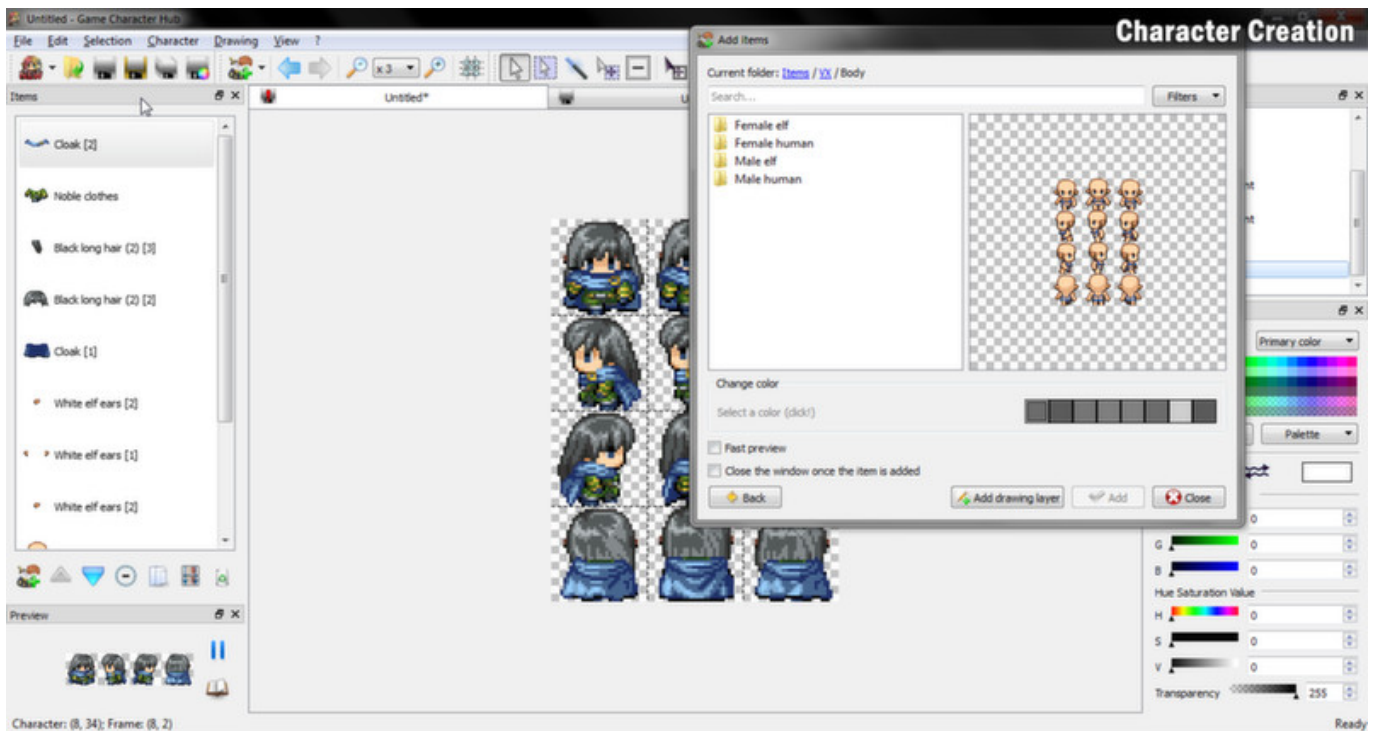 Untitled - Game Character Hub
Character Creation
File Edit Selection Character Drawing View ?
x 3
Items
Untitled*
U
Cloak [2]
Noble clothes
Black long hair (2) [3]
Black long hair (2) [2]
Cloak [1]
White elf ears [2]
White elf ears [1]
White elf ears [2]
Preview
Character: (8, 34); Frame: (8, 2)
Add items
Current folder: Items / VX / Body
Search...
Filters
Female elf
Female human
Male elf
Male human
Change color
Select a color (click!)
Fast preview
Close the window once the item is added
Back
Add drawing layer
Add
Close
nt
nt
Primary color
Palette
0
G 0
B 0
Hue Saturation Value
H 0
S 0
V 0
Transparency 255
Ready